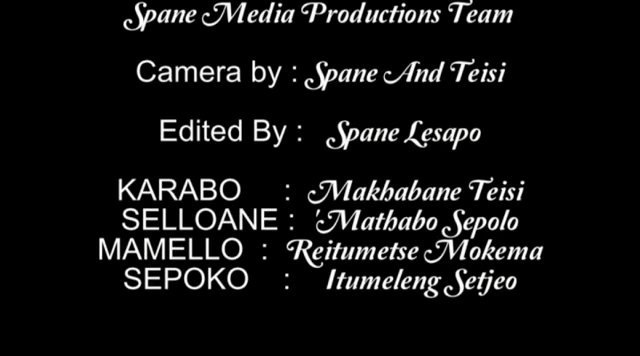 Spane Media Productions Team
Camera by : Spane And Teisi
Edited By : Spane Lesapo
KARABO : Makhabane Teisi
SELLOANE : 'Mathabo Sepolo
MAMELLO : Reitumetse Mokema
SEPOKO : Itumeleng Setjeo